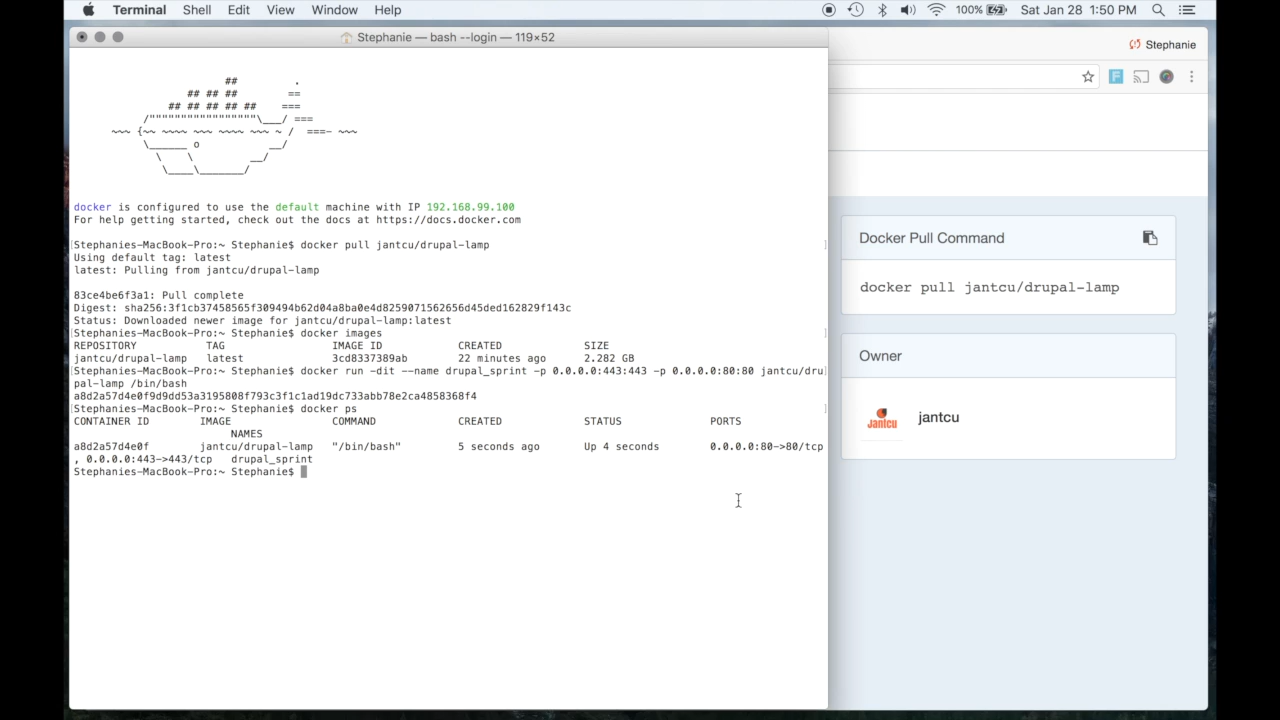 Terminal Shell Edit View Window Help 100% Sat Jan 28 1:50 PM
Stephanie — bash --login — 119×52
Stephanie
                        ##          .
                  ## ## ##         ==
               ## ## ## ## ##    ===
           /"""""""""""""""""\___/ ===
      ~~~ {~~ ~~~~ ~~~ ~~~~ ~~~ ~ /  ===- ~~~
           \______ o           __/
             \    \         __/
              \____\_______/
docker is configured to use the default machine with IP 192.168.99.100
For help getting started, check out the docs at https://docs.docker.com
[Stephanies-MacBook-Pro:~ Stephanie$ docker pull jantcu/drupal-lamp ]
Using default tag: latest
latest: Pulling from jantcu/drupal-lamp
83ce4be6f3a1: Pull complete
Digest: sha256:3f1cb37458565f309494b62d04a8ba0e4d8259071562656d45ded162829f143c
Status: Downloaded newer image for jantcu/drupal-lamp:latest
[Stephanies-MacBook-Pro:~ Stephanie$ docker images ]
REPOSITORY TAG IMAGE ID CREATED SIZE
jantcu/drupal-lamp latest 3cd8337389ab 22 minutes ago 2.282 GB
[Stephanies-MacBook-Pro:~ Stephanie$ docker run -dit --name drupal_sprint -p 0.0.0.0:443:443 -p 0.0.0.0:80:80 jantcu/dru]
pal-lamp /bin/bash
a8d2a57d4e0f9d9dd53a3195808f793c3f1c1ad19dc733abb78e2ca4858368f4
[Stephanies-MacBook-Pro:~ Stephanie$ docker ps ]
CONTAINER ID IMAGE COMMAND CREATED STATUS PORTS
NAMES
a8d2a57d4e0f jantcu/drupal-lamp "/bin/bash" 5 seconds ago Up 4 seconds 0.0.0.0:80->80/tcp
, 0.0.0.0:443->443/tcp drupal_sprint
Stephanies-MacBook-Pro:~ Stephanie$
Docker Pull Command
docker pull jantcu/drupal-lamp
Owner
Jantcu
jantcu